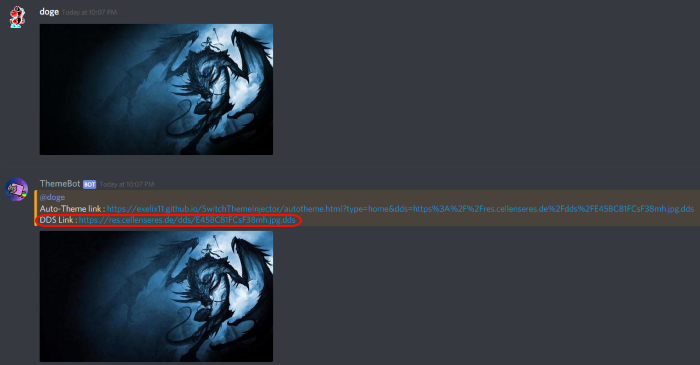 doge Today at 10:07 PM
ThemeBot BOT Today at 10:07 PM
@doge
Auto-Theme link : https://exelix11.github.io/SwitchThemeInjector/autotheme.html?type=home&dds=https%3A%2F%2Fres.cellenseres.de%2Fdds%2FE458C81FCsF38mh.jpg.dds
DDS Link : https://res.cellenseres.de/dds/E458C81FCsF38mh.jpg.dds